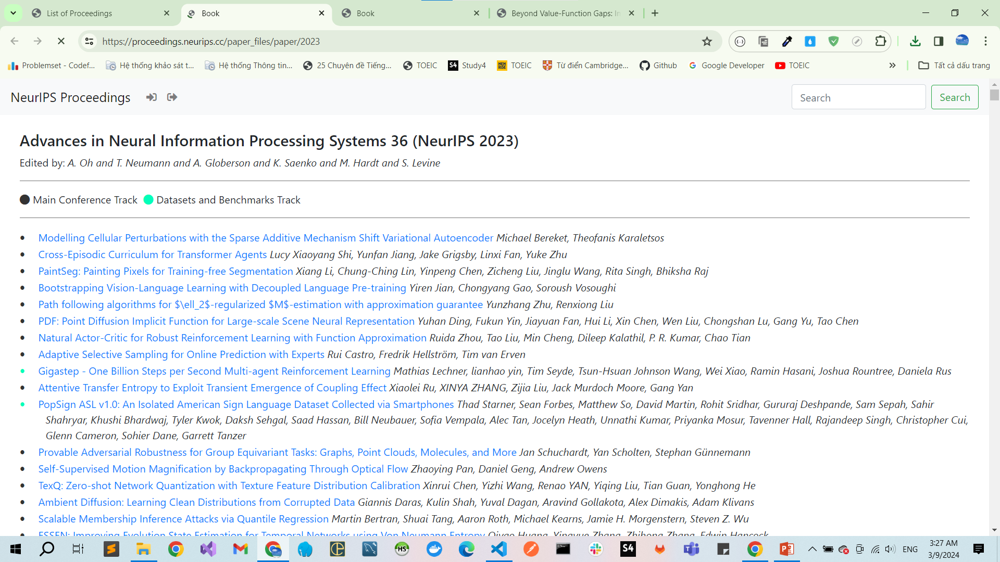 List of Proceedings
Book
Book
Beyond Value-Function Gaps: In
https://proceedings.neurips.cc/paper_files/paper/2023
Problemset - Codef...
Hệ thống khảo sát t...
Hệ thống Thông tin...
25 Chuyên đề Tiếng...
TOEIC
S4 Study4
MEM RISE TOEIC
Từ điển Cambridge...
Github
Google Developer
TOEIC
Tất cả dấu trang
NeurIPS Proceedings
Search
Search
Advances in Neural Information Processing Systems 36 (NeurIPS 2023)
Edited by: A. Oh and T. Neumann and A. Globerson and K. Saenko and M. Hardt and S. Levine
Main Conference Track Datasets and Benchmarks Track
Modelling Cellular Perturbations with the Sparse Additive Mechanism Shift Variational Autoencoder Michael Bereket, Theofanis Karaletsos
Cross-Episodic Curriculum for Transformer Agents Lucy Xiaoyang Shi, Yunfan Jiang, Jake Grigsby, Linxi Fan, Yuke Zhu
PaintSeg: Painting Pixels for Training-free Segmentation Xiang Li, Chung-Ching Lin, Yinpeng Chen, Zicheng Liu, Jinglu Wang, Rita Singh, Bhiksha Raj
Bootstrapping Vision-Language Learning with Decoupled Language Pre-training Yiren Jian, Chongyang Gao, Soroush Vosoughi
Path following algorithms for $\ell_2$-regularized $M$-estimation with approximation guarantee Yunzhang Zhu, Renxiong Liu
PDF: Point Diffusion Implicit Function for Large-scale Scene Neural Representation Yuhan Ding, Fukun Yin, Jiayuan Fan, Hui Li, Xin Chen, Wen Liu, Chongshan Lu, Gang Yu, Tao Chen
Natural Actor-Critic for Robust Reinforcement Learning with Function Approximation Ruida Zhou, Tao Liu, Min Cheng, Dileep Kalathil, P. R. Kumar, Chao Tian
Adaptive Selective Sampling for Online Prediction with Experts Rui Castro, Fredrik Hellström, Tim van Erven
Gigastep - One Billion Steps per Second Multi-agent Reinforcement Learning Mathias Lechner, lianhao yin, Tim Seyde, Tsun-Hsuan Johnson Wang, Wei Xiao, Ramin Hasani, Joshua Rountree, Daniela Rus
Attentive Transfer Entropy to Exploit Transient Emergence of Coupling Effect Xiaolei Ru, XINYA ZHANG, Zijia Liu, Jack Murdoch Moore, Gang Yan
PopSign ASL v1.0: An Isolated American Sign Language Dataset Collected via Smartphones Thad Starner, Sean Forbes, Matthew So, David Martin, Rohit Sridhar, Gururaj Deshpande, Sam Sepah, Sahir
Shahryar, Khushi Bhardwaj, Tyler Kwok, Daksh Sehgal, Saad Hassan, Bill Neubauer, Sofia Vempala, Alec Tan, Jocelyn Heath, Unnathi Kumar, Priyanka Mosur, Tavenner Hall, Rajandeep Singh, Christopher Cui,
Glenn Cameron, Sohier Dane, Garrett Tanzer
Provable Adversarial Robustness for Group Equivariant Tasks: Graphs, Point Clouds, Molecules, and More Jan Schuchardt, Yan Scholten, Stephan Günnemann
Self-Supervised Motion Magnification by Backpropagating Through Optical Flow Zhaoying Pan, Daniel Geng, Andrew Owens
TexQ: Zero-shot Network Quantization with Texture Feature Distribution Calibration Xinrui Chen, Yizhi Wang, Renao YAN, Yiqing Liu, Tian Guan, Yonghong He
Ambient Diffusion: Learning Clean Distributions from Corrupted Data Giannis Daras, Kulin Shah, Yuval Dagan, Aravind Gollakota, Alex Dimakis, Adam Klivans
Scalable Membership Inference Attacks via Quantile Regression Martin Bertran, Shuai Tang, Aaron Roth, Michael Kearns, Jamie H. Morgenstern, Steven Z. Wu
ESSEN: Improving Evolution State Estimation for Temporal Networks using Von Neumann Entropy Qiyao Huang, Yingyue Zhang, Zhihong Zhang, Edwin Hancock
HS
S4
ENG
3:27 AM
3/9/2024